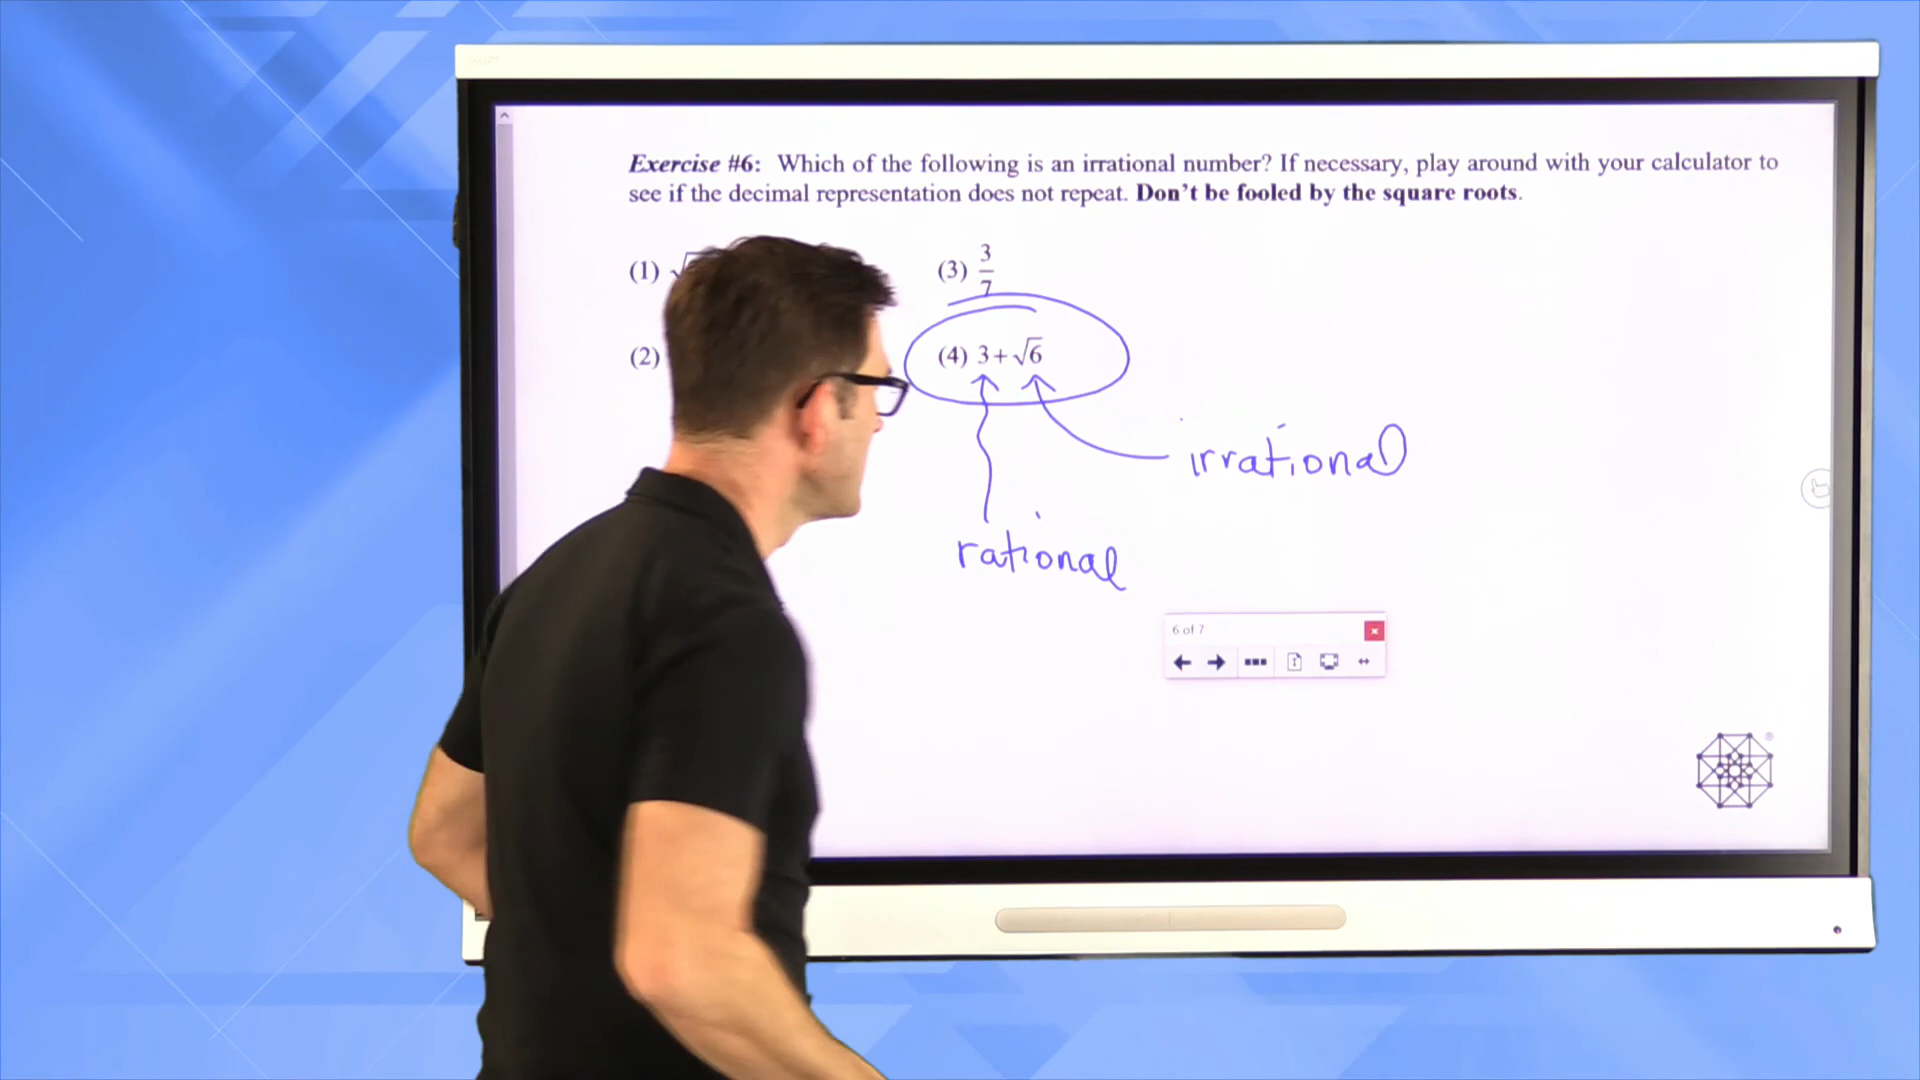 Exercise #6: Which of the following is an irrational number? If necessary, play around with your calculator to
see if the decimal representation does not repeat. Don't be fooled by the square roots.
(1) √
(3) 3/7
(2)
(4) 3+√6
irrational
rational
6 of 7